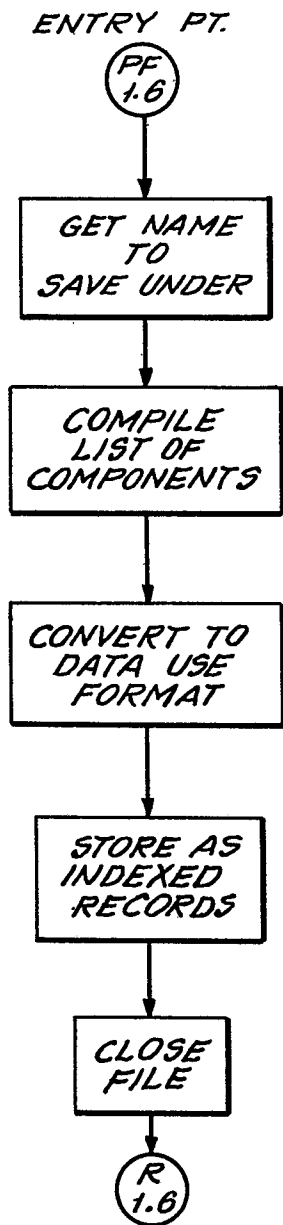 ENTRY PT.
PF
1.6
GET NAME
TO
SAVE UNDER
COMPILE
LIST OF
COMPONENTS
CONVERT TO
DATA USE
FORMAT
STORE AS
INDEXED
RECORDS
CLOSE
FILE
R
1.6